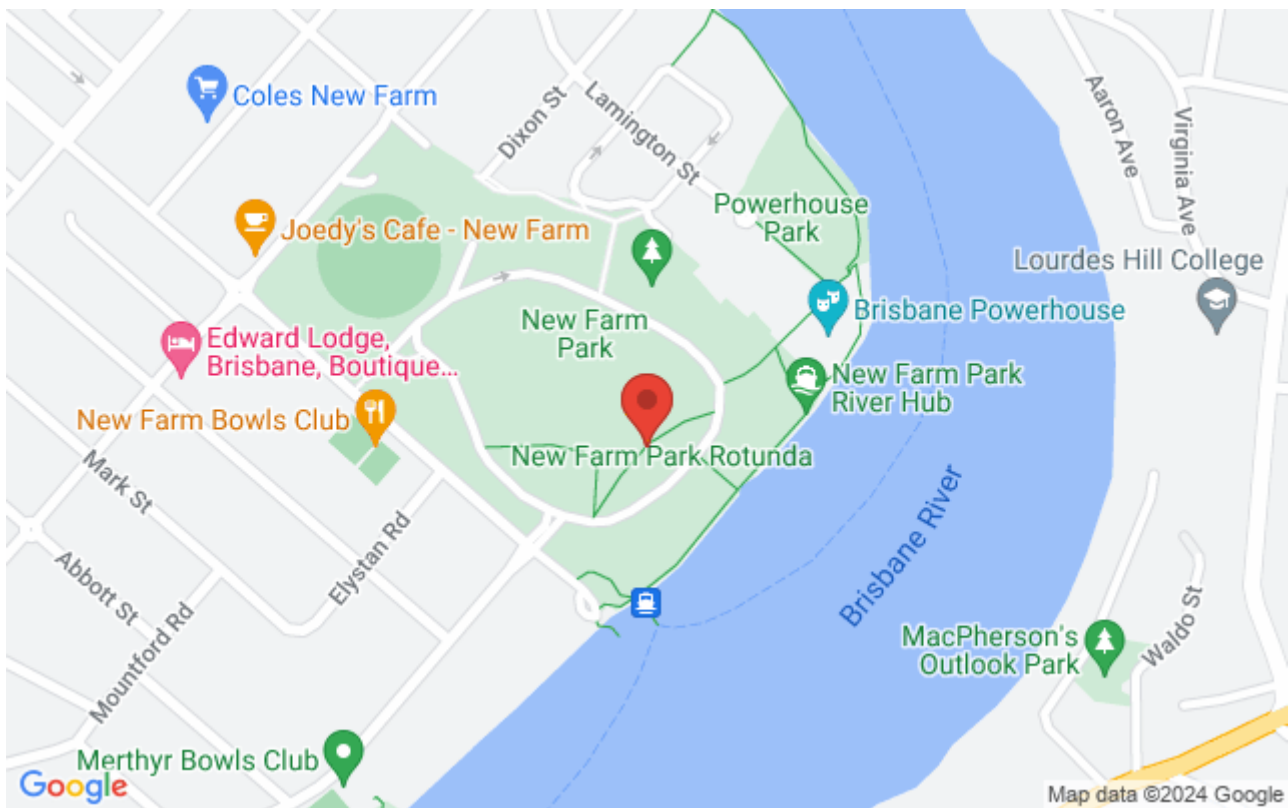 Coles New Farm
Dixon St
Lamington St
Aaron Ave
Virginia Ave
Joedy's Cafe - New Farm
Powerhouse
Park
Lourdes Hill College
Brisbane Powerhouse
New Farm
Park
Edward Lodge,
Brisbane, Boutique...
New Farm Park
River Hub
New Farm Bowls Club
New Farm Park Rotunda
Mark St
Elystan Rd
Abbott St
Mountford Rd
Brisbane River
MacPherson's
Outlook Park
Waldo St
Merthyr Bowls Club
Google
Map data ©2024 Google